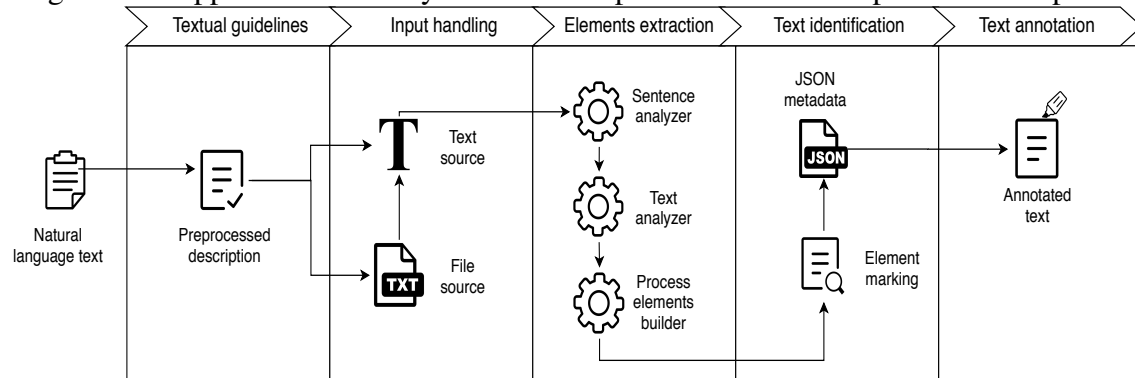 Textual guidelines
Input handling
Elements extraction
Text identification
Text annotation
Natural
language text
Preprocessed
description
Text
source
TXT
File
source
Sentence
analyzer
Text
analyzer
Process
elements
builder
JSON
metadata
JSON
Element
marking
Annotated
text